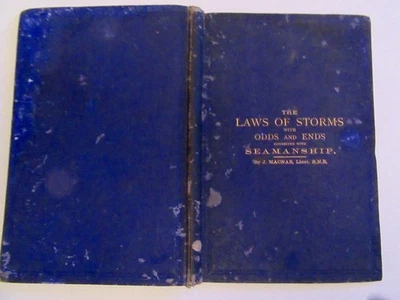 THE
LAWS OF STORMS
WITH
ODDS AND ENDS
CONNECTED WITH
SEAMANSHIP.
By J. MACNAB, Lieut. R.N.R.